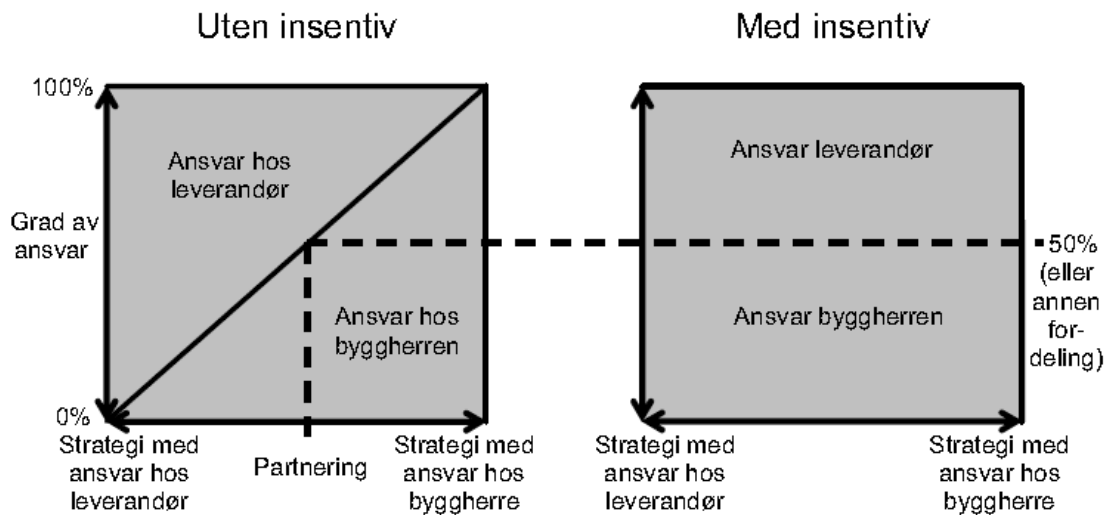 Uten insentiv
Med insentiv
100%
Ansvar hos
leverandør
Grad av
ansvar
Ansvar hos
byggherren
0%
Strategi med
ansvar hos
leverandør
Partnering
Strategi med
ansvar hos
byggherre
Ansvar leverandør
Ansvar byggherren
50%
(eller
annen
for-
deling)
Strategi med
ansvar hos
leverandør
Strategi med
ansvar hos
byggherre